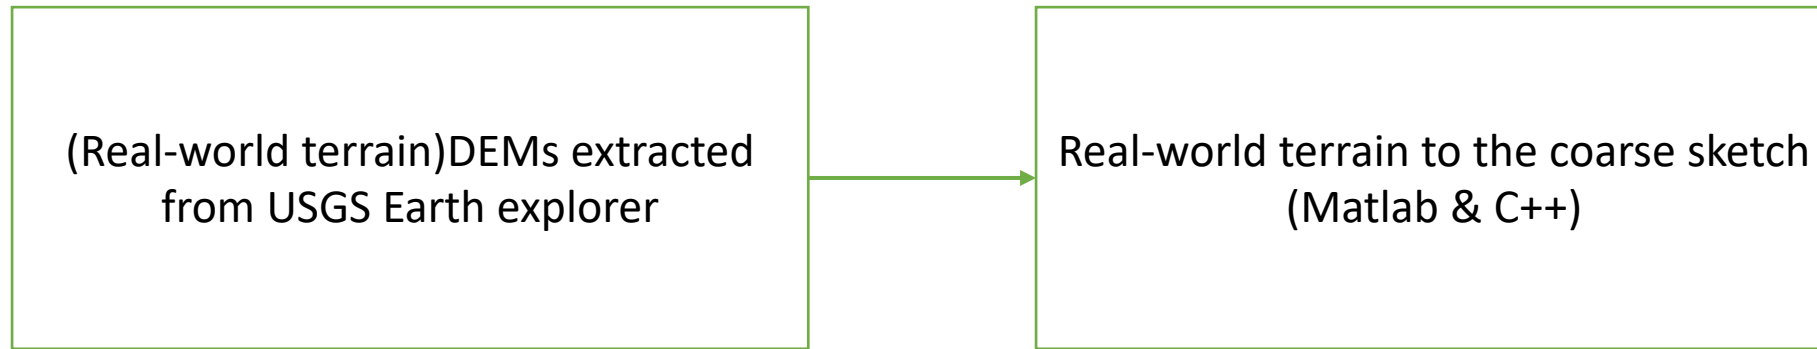 (Real-world terrain)DEMs extracted
from USGS Earth explorer
Real-world terrain to the coarse sketch
(Matlab & C++)